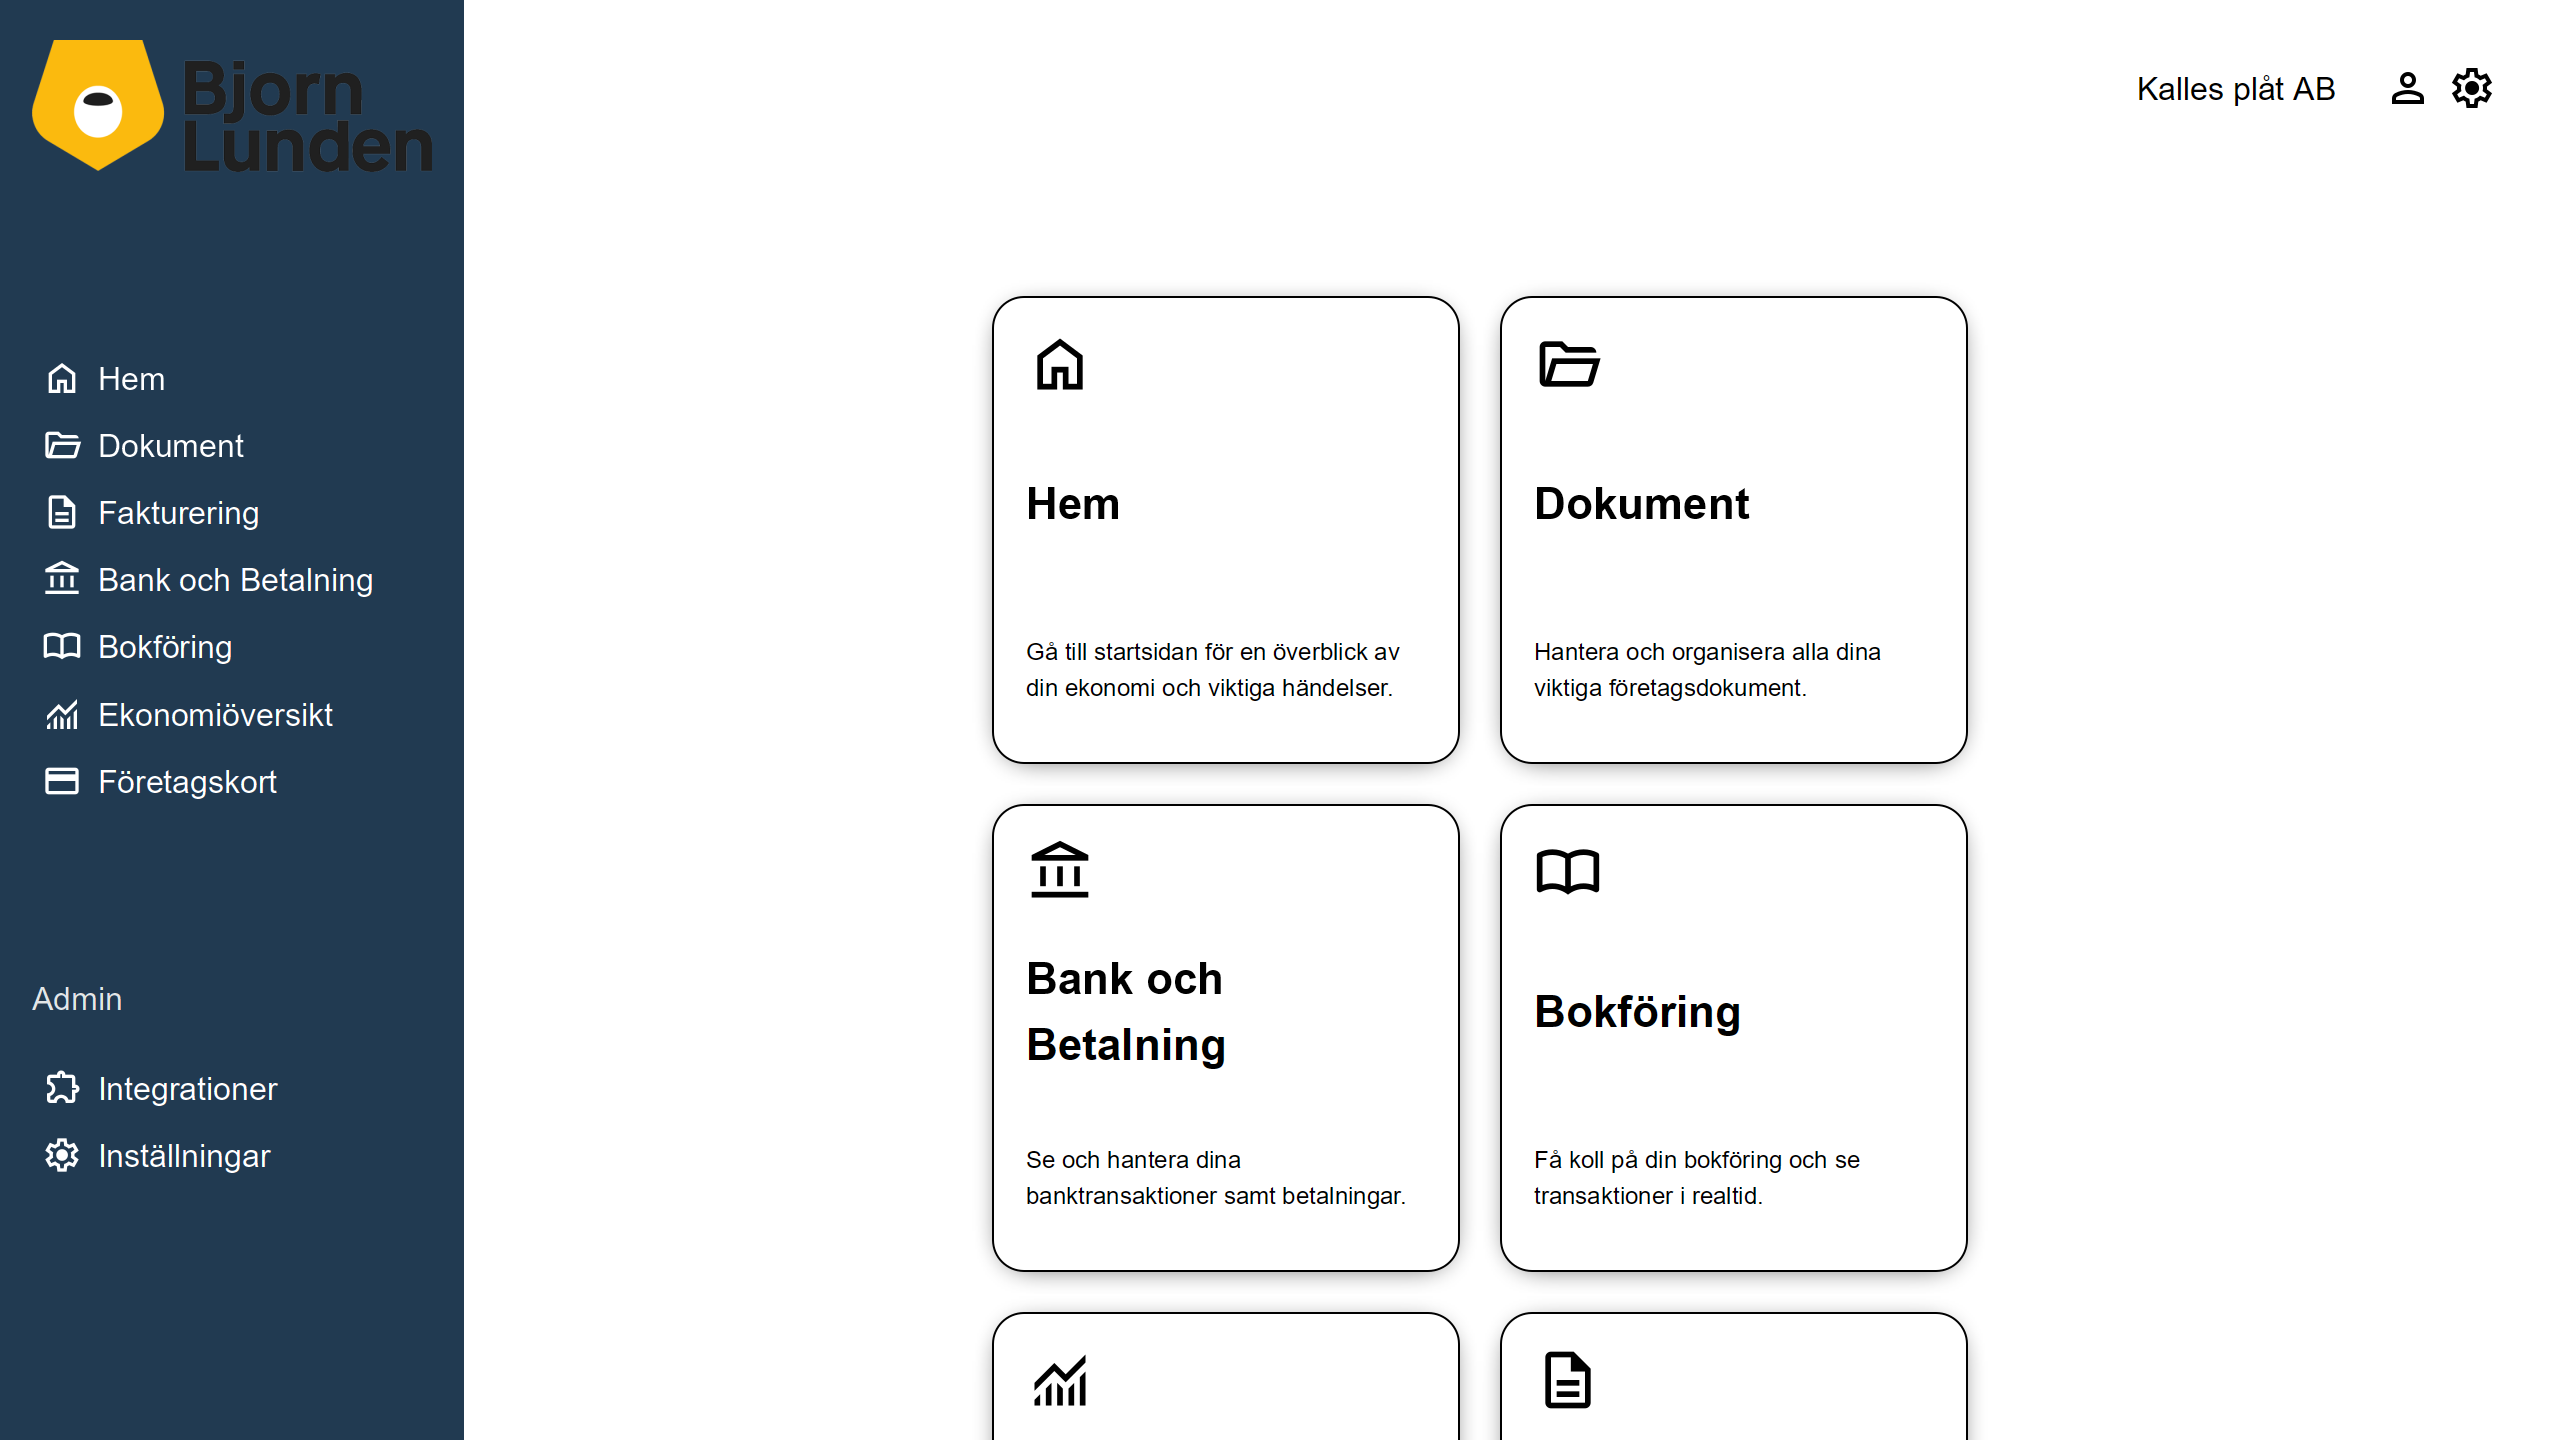 Bjorn
Lunden
Hem
Dokument
Fakturering
Bank och Betalning
Bokföring
Ekonomiöversikt
Företagskort
Admin
Integrationer
Inställningar
Kalles plåt AB
Hem
Gå till startsidan för en överblick av
din ekonomi och viktiga händelser.
Dokument
Hantera och organisera alla dina
viktiga företagsdokument.
Bank och
Betalning
Se och hantera dina
banktransaktioner samt betalningar.
Bokföring
Få koll på din bokföring och se
transaktioner i realtid.